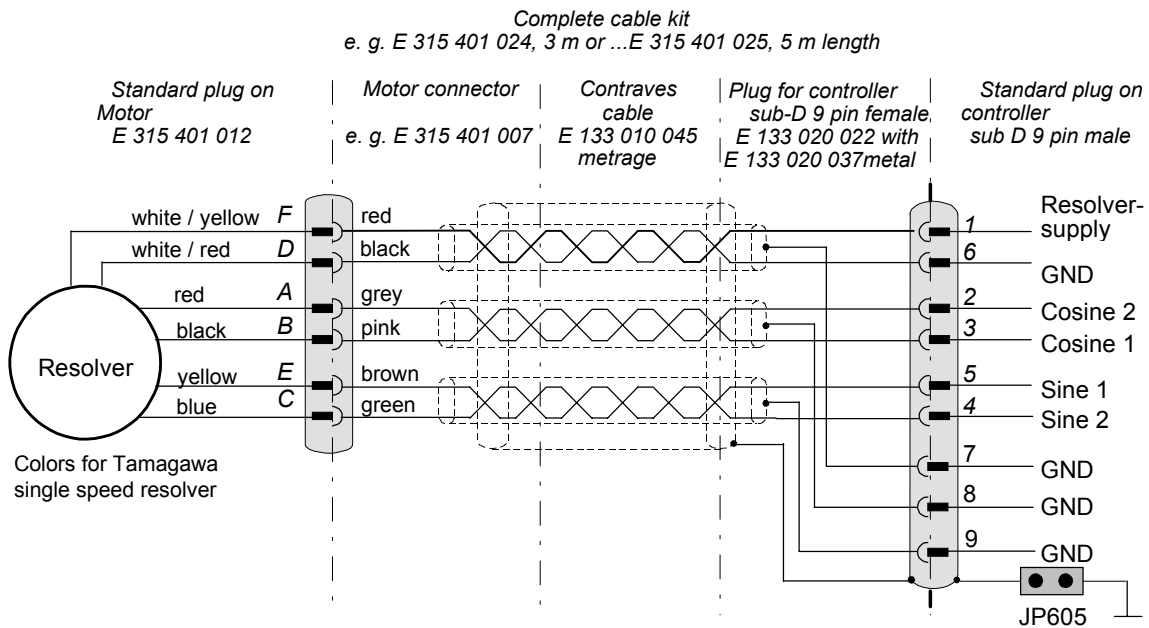 Complete cable kit
e. g. E 315 401 024, 3 m or ...E 315 401 025, 5 m length
Standard plug on
Motor
E 315 401 012
Motor connector
e. g. E 315 401 007
Contraves
cable
E 133 010 045
metrage
Plug for controller
sub-D 9 pin female
E 133 020 022 with
E 133 020 037metal
Standard plug on
controller
sub D 9 pin male
white / yellow F red
white / red D black
red A grey
black B pink
yellow E brown
blue C green
Resolver
Colors for Tamagawa
single speed resolver
1 Resolver-
supply
6 GND
2 Cosine 2
3 Cosine 1
5 Sine 1
4 Sine 2
7 GND
8 GND
9 GND
JP605